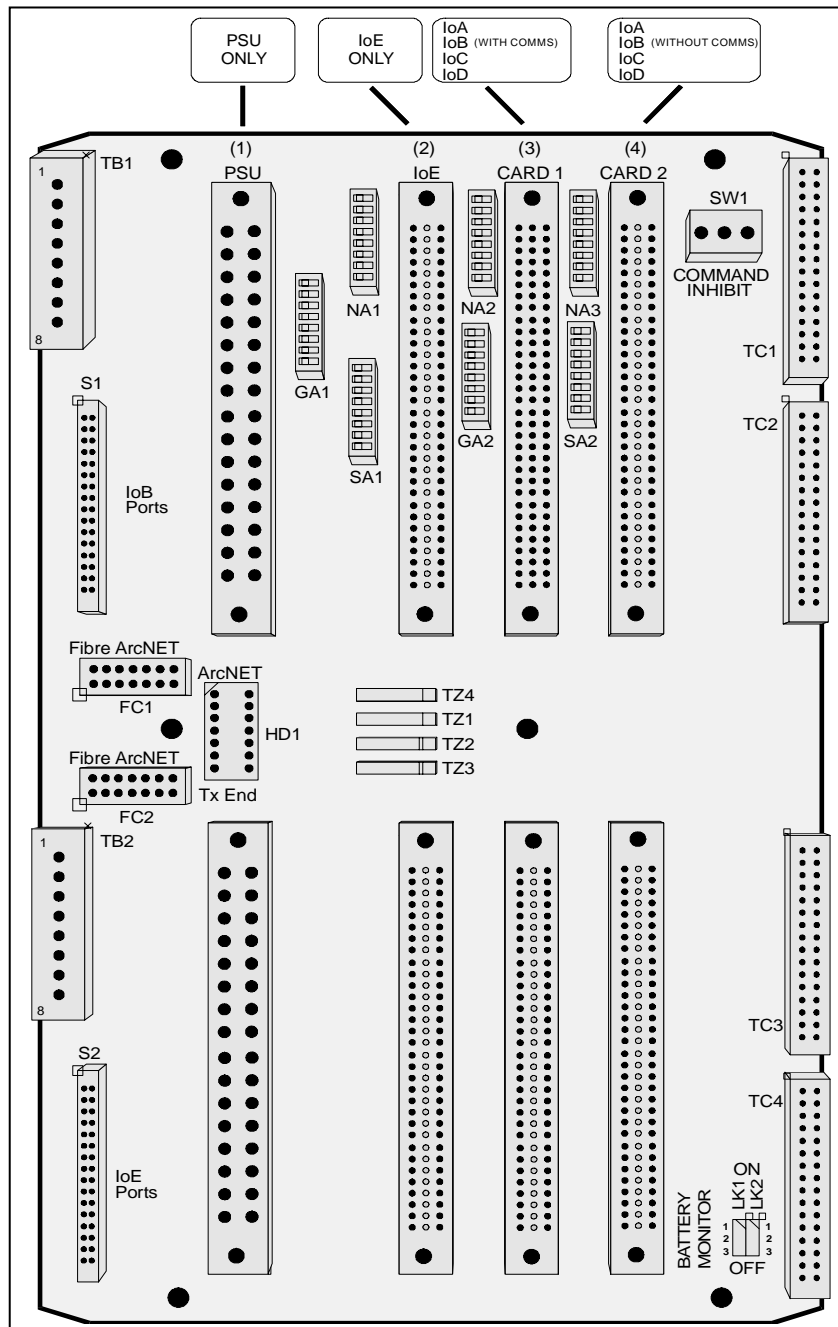 PSU
ONLY
IoE
ONLY
IoA
IoB (WITH COMMS)
IoC
IoD
IoA
IoB (WITHOUT COMMS)
IoC
IoD
(1)
PSU
(2)
IoE
(3)
CARD 1
(4)
CARD 2
TB1
1
8
SW1
COMMAND
INHIBIT
NA1
NA2
NA3
GA1
GA2
SA1
SA2
TC1
TC2
S1
IoB
Ports
Fibre ArcNET
FC1
ArcNET
HD1
Tx End
Fibre ArcNET
FC2
TZ4
TZ1
TZ2
TZ3
TB2
1
8
S2
IoE
Ports
TC3
TC4
BATTERY
MONITOR
LK1 ON
LK2
1
2
3
1
2
3
OFF